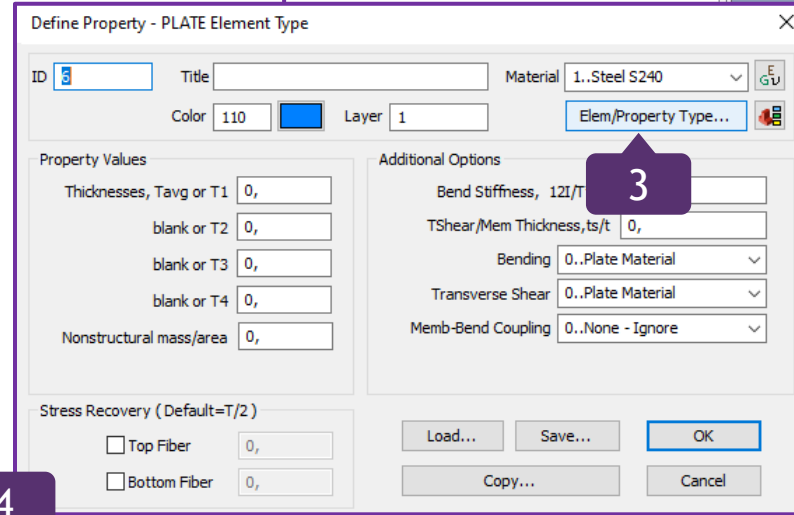 Define Property - PLATE Element Type
ID 6 Title Material 1..Steel S240
Color 110 Layer 1 Elem/Property Type...
3
Property Values
Thicknesses, Tavg or T1 0,
blank or T2 0,
blank or T3 0,
blank or T4 0,
Nonstructural mass/area 0,
Additional Options
Bend Stiffness, 12I/T
TShear/Mem Thickness,ts/t 0,
Bending 0..Plate Material
Transverse Shear 0..Plate Material
Memb-Bend Coupling 0..None - Ignore
Stress Recovery ( Default=T/2 )
Top Fiber 0,
Bottom Fiber 0,
Load... Save... OK
Copy... Cancel
4